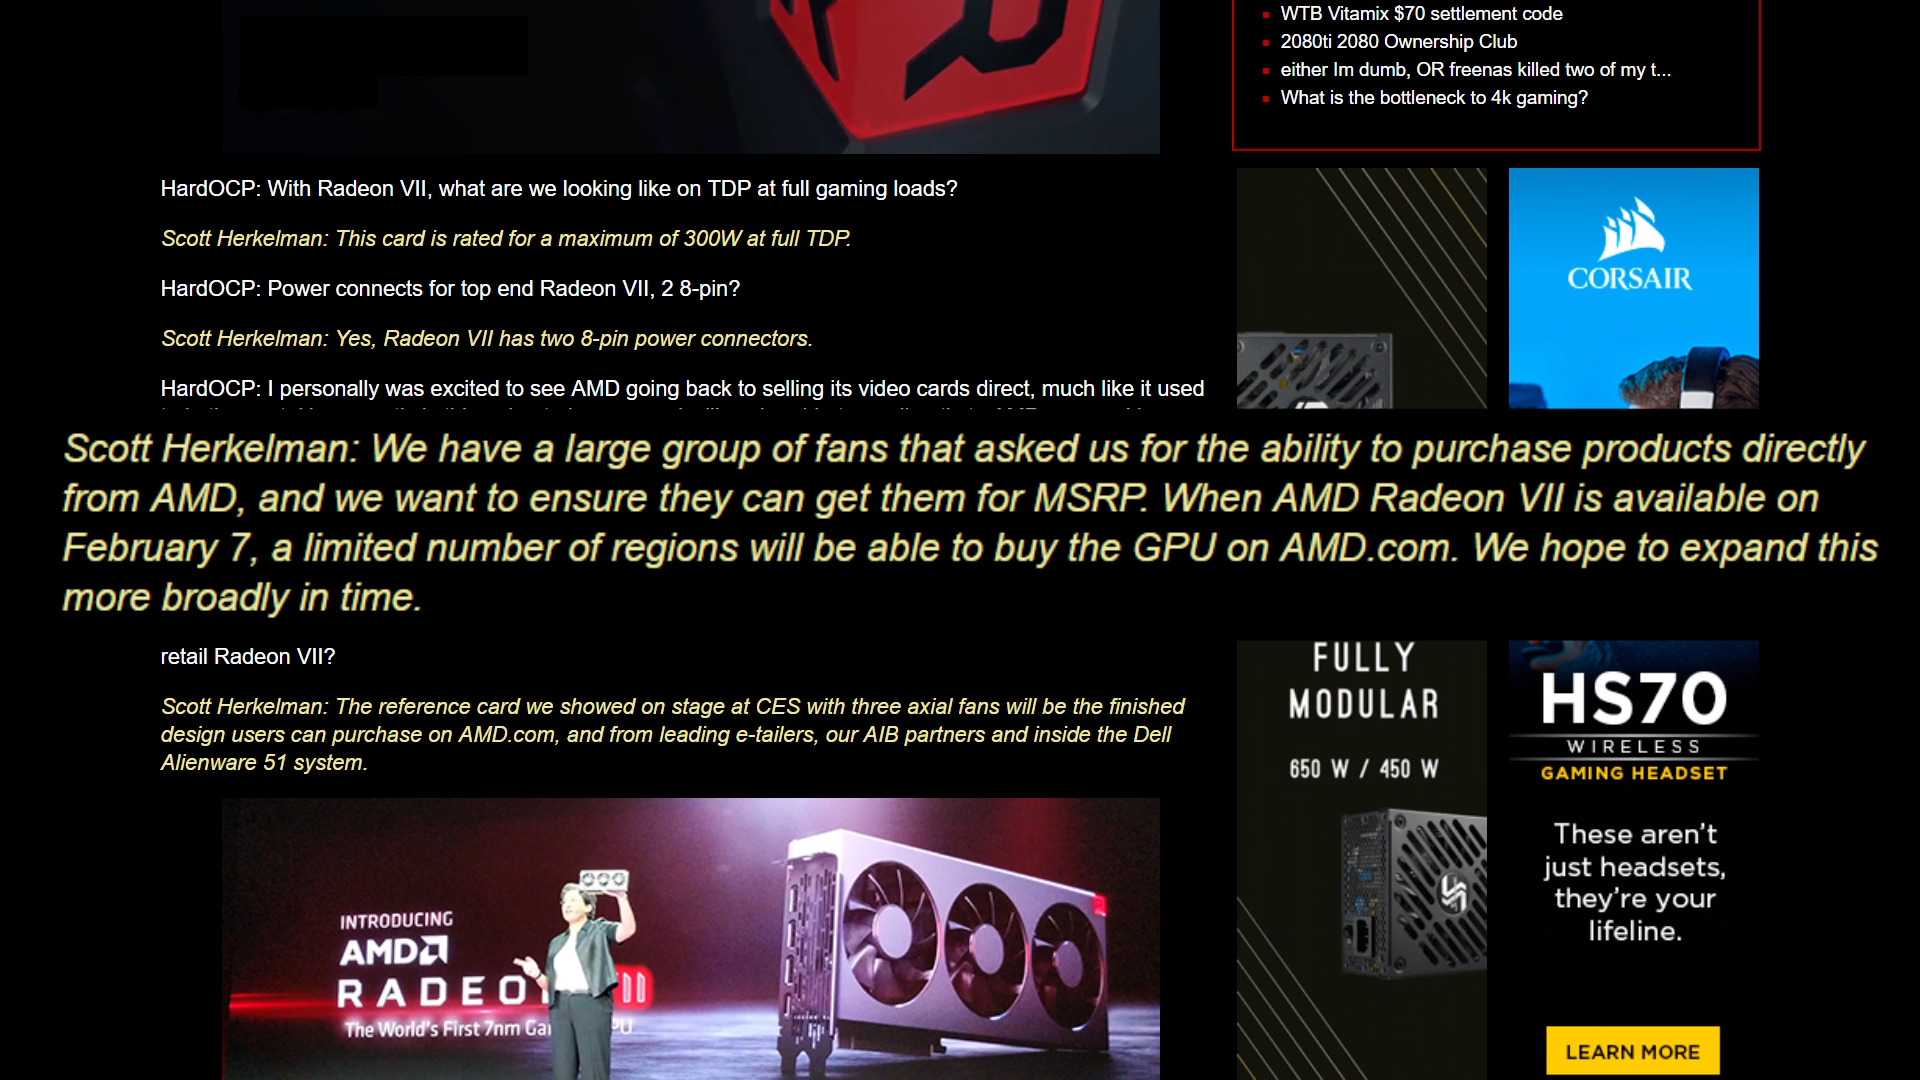 WTB Vitamix $70 settlement code
2080ti 2080 Ownership Club
either Im dumb, OR freenas killed two of my t...
What is the bottleneck to 4k gaming?
HardOCP: With Radeon VII, what are we looking like on TDP at full gaming loads?
Scott Herkelman: This card is rated for a maximum of 300W at full TDP.
HardOCP: Power connects for top end Radeon VII, 2 8-pin?
Scott Herkelman: Yes, Radeon VII has two 8-pin power connectors.
HardOCP: I personally was excited to see AMD going back to selling its video cards direct, much like it used
CORSAIR
Scott Herkelman: We have a large group of fans that asked us for the ability to purchase products directly
from AMD, and we want to ensure they can get them for MSRP. When AMD Radeon VII is available on
February 7, a limited number of regions will be able to buy the GPU on AMD.com. We hope to expand this
more broadly in time.
retail Radeon VII?
Scott Herkelman: The reference card we showed on stage at CES with three axial fans will be the finished
design users can purchase on AMD.com, and from leading e-tailers, our AIB partners and inside the Dell
Alienware 51 system.
INTRODUCING
AMD
RADEO
VII
The World's First 7nm Ga PU
FULLY
MODULAR
650 W / 450 W
HS70
WIRELESS
GAMING HEADSET
These aren't
just headsets,
they're your
lifeline.
LEARN MORE